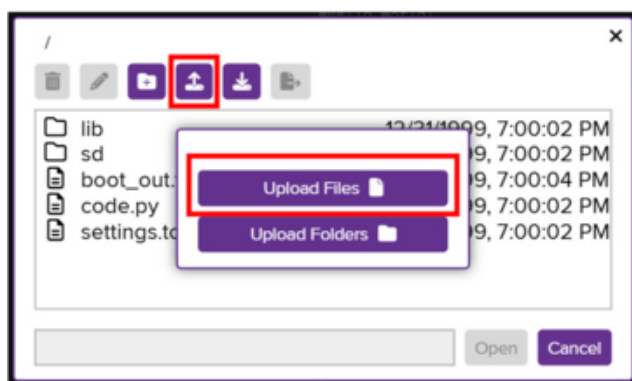 /
×
lib
sd
boot_out.
code.py
settings.to
12/31/1999, 7:00:02 PM
99, 7:00:02 PM
99, 7:00:04 PM
99, 7:00:02 PM
99, 7:00:02 PM
Upload Files
Upload Folders
Open
Cancel